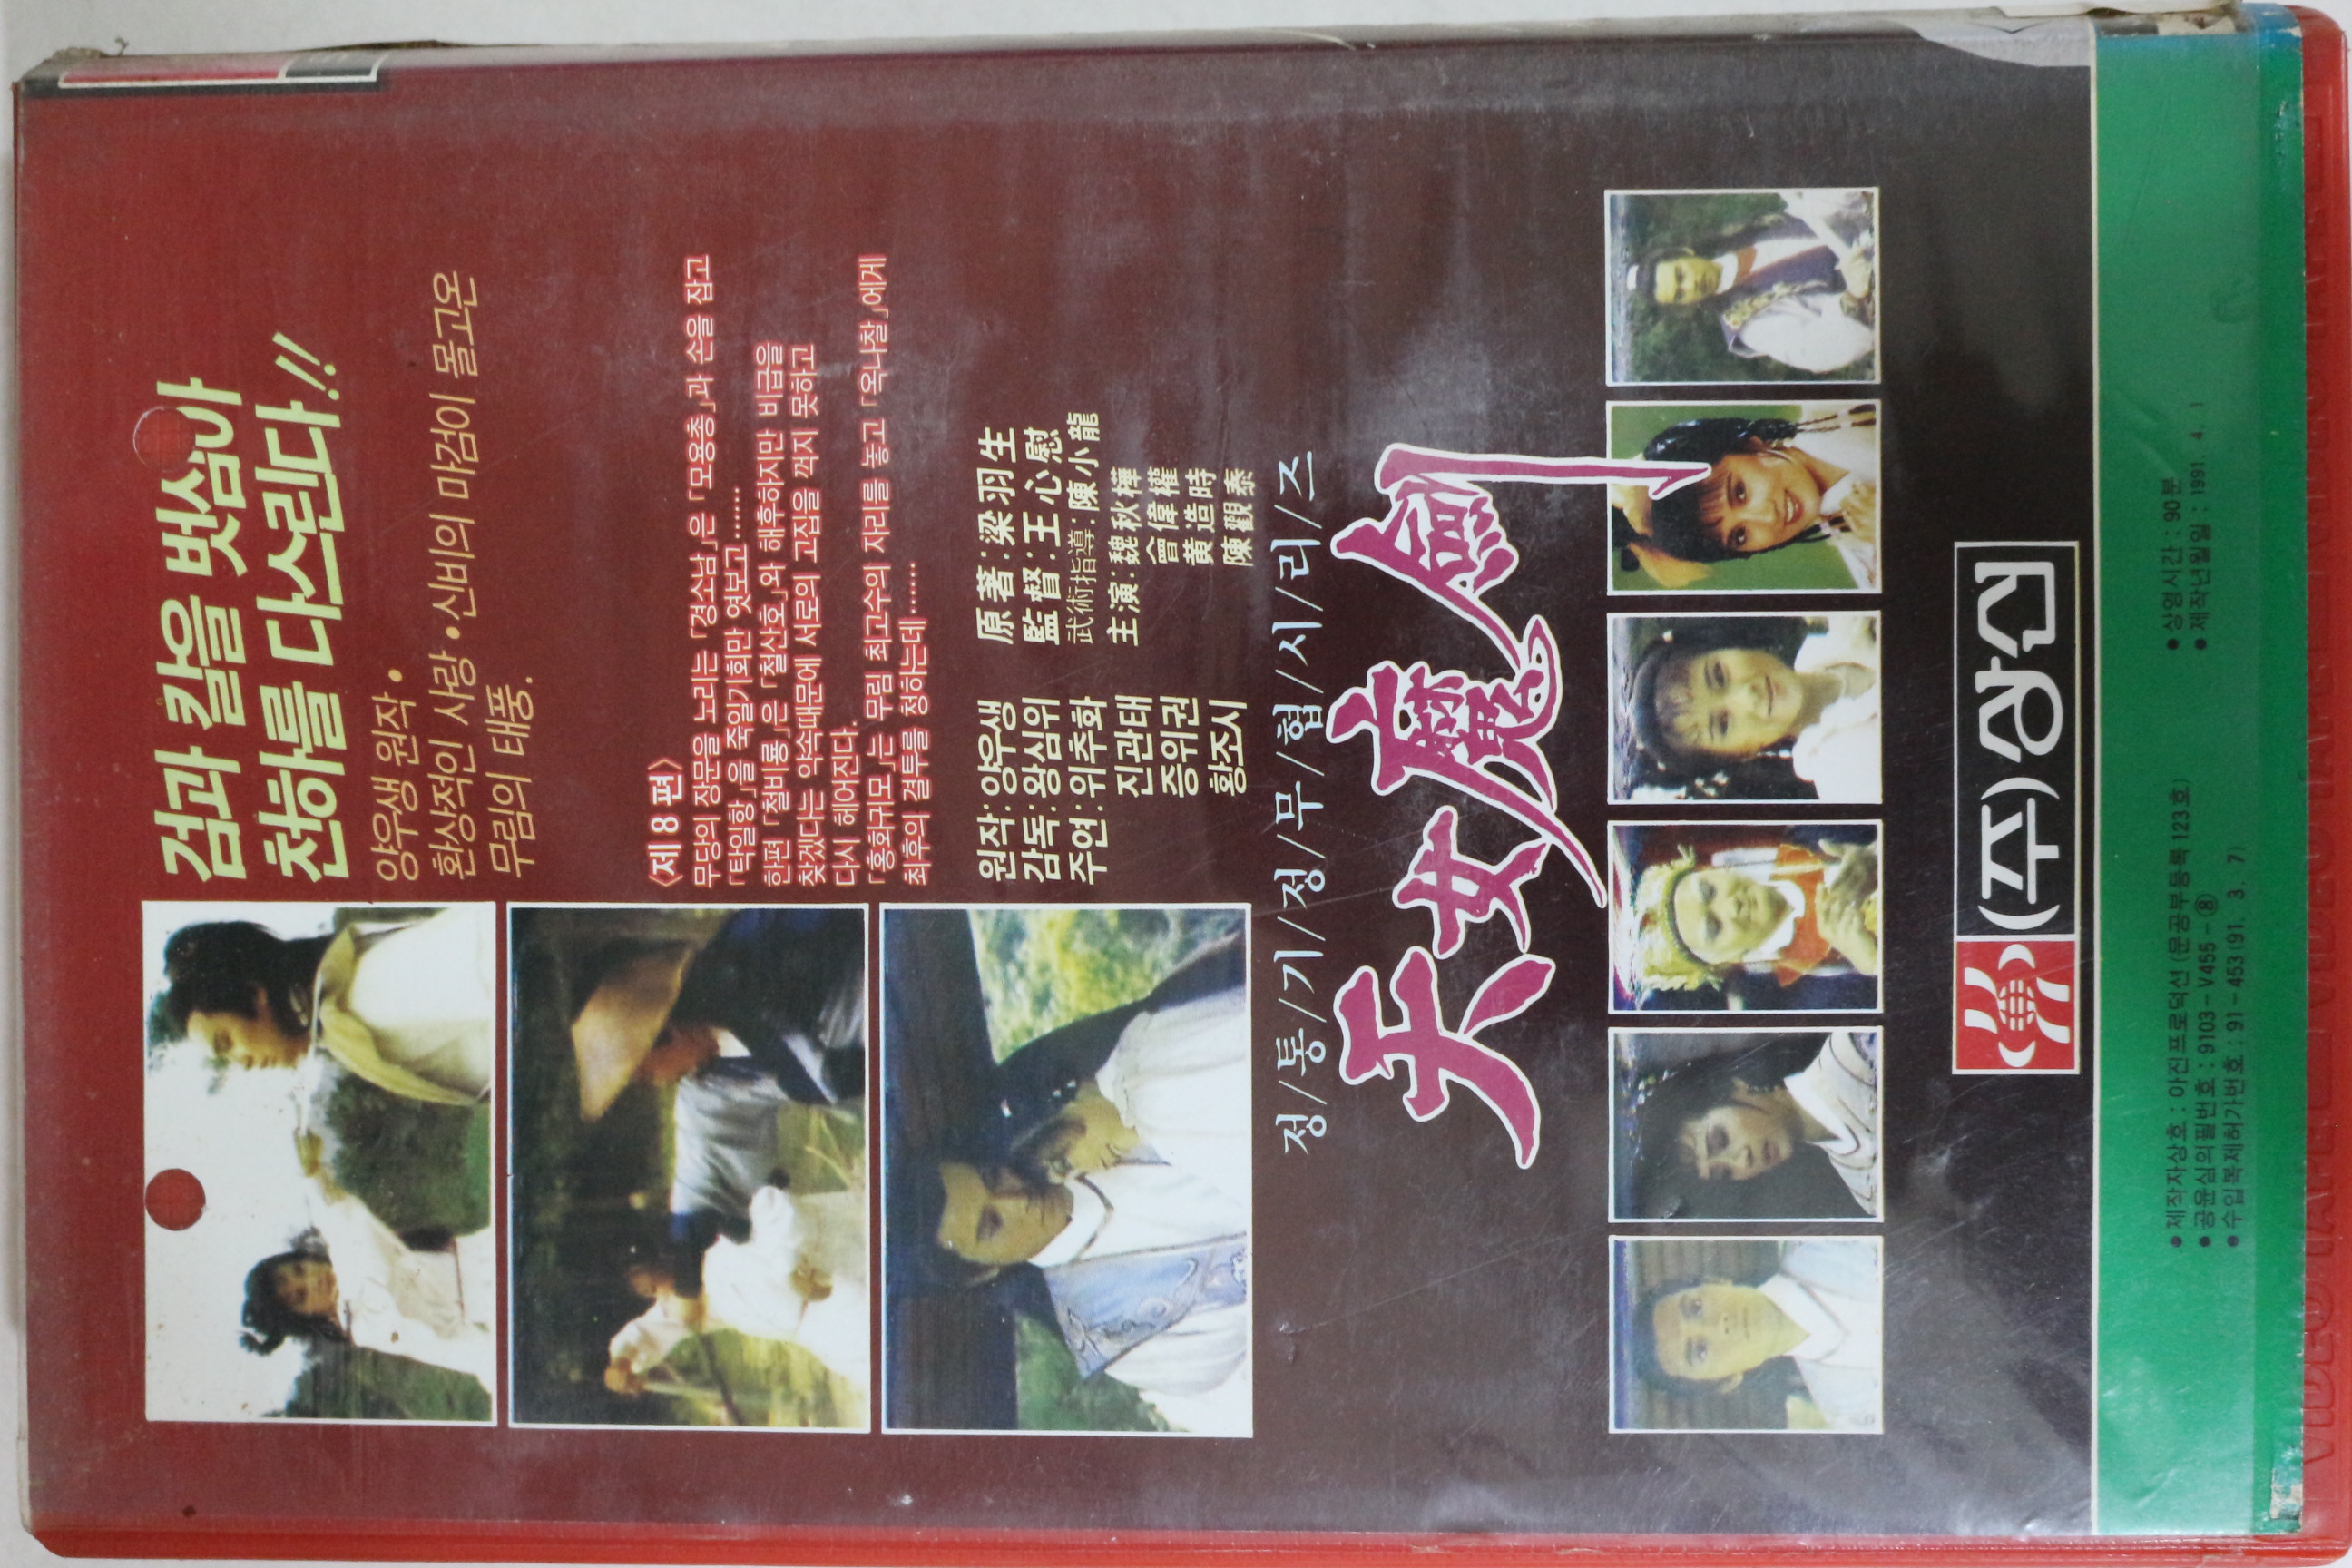 검과 칼을 벗삼아
천하를 다스린다!!
양우생 원작 •
환상적인 사랑 • 신비의 마검이 몰고온
무림의 태풍.
〈제 8 편〉
무당의 장문을 노리는 「경소남」은 「모용총」과 손을 잡고
「탁일항」을 죽일기회만 엿보고......
한편 「철비룡」은 「철산호」와 해후하지만 비급을
찾겠다는 약속때문에 서로의 고집을 꺽지 못하고
다시 헤어진다.
「홍화귀모」는 무림 최고수의 자리를 놓고 「옥나찰」에게
최후의 결투를 청하는데......
원작:양우생
감독:왕심위
주연:위추화
진관태
증위권
황조시
原著:梁羽生
監督:王心慰
武術指導:陳小龍
主演:魏秋樺
曾偉權
黄造時
陳觀泰
정/통/기/정/무/협/시/리/즈
天女魔劍
(주)삼신
• 제작자상호 : 아진프로덕션 (문공부등록 123호)
• 공윤심의필번호 : 9103-V455-⑧
• 수입복제허가번호 : 91-453(91. 3. 7)
• 상영시간 : 90분
• 제작년월일 : 1991. 4. 1